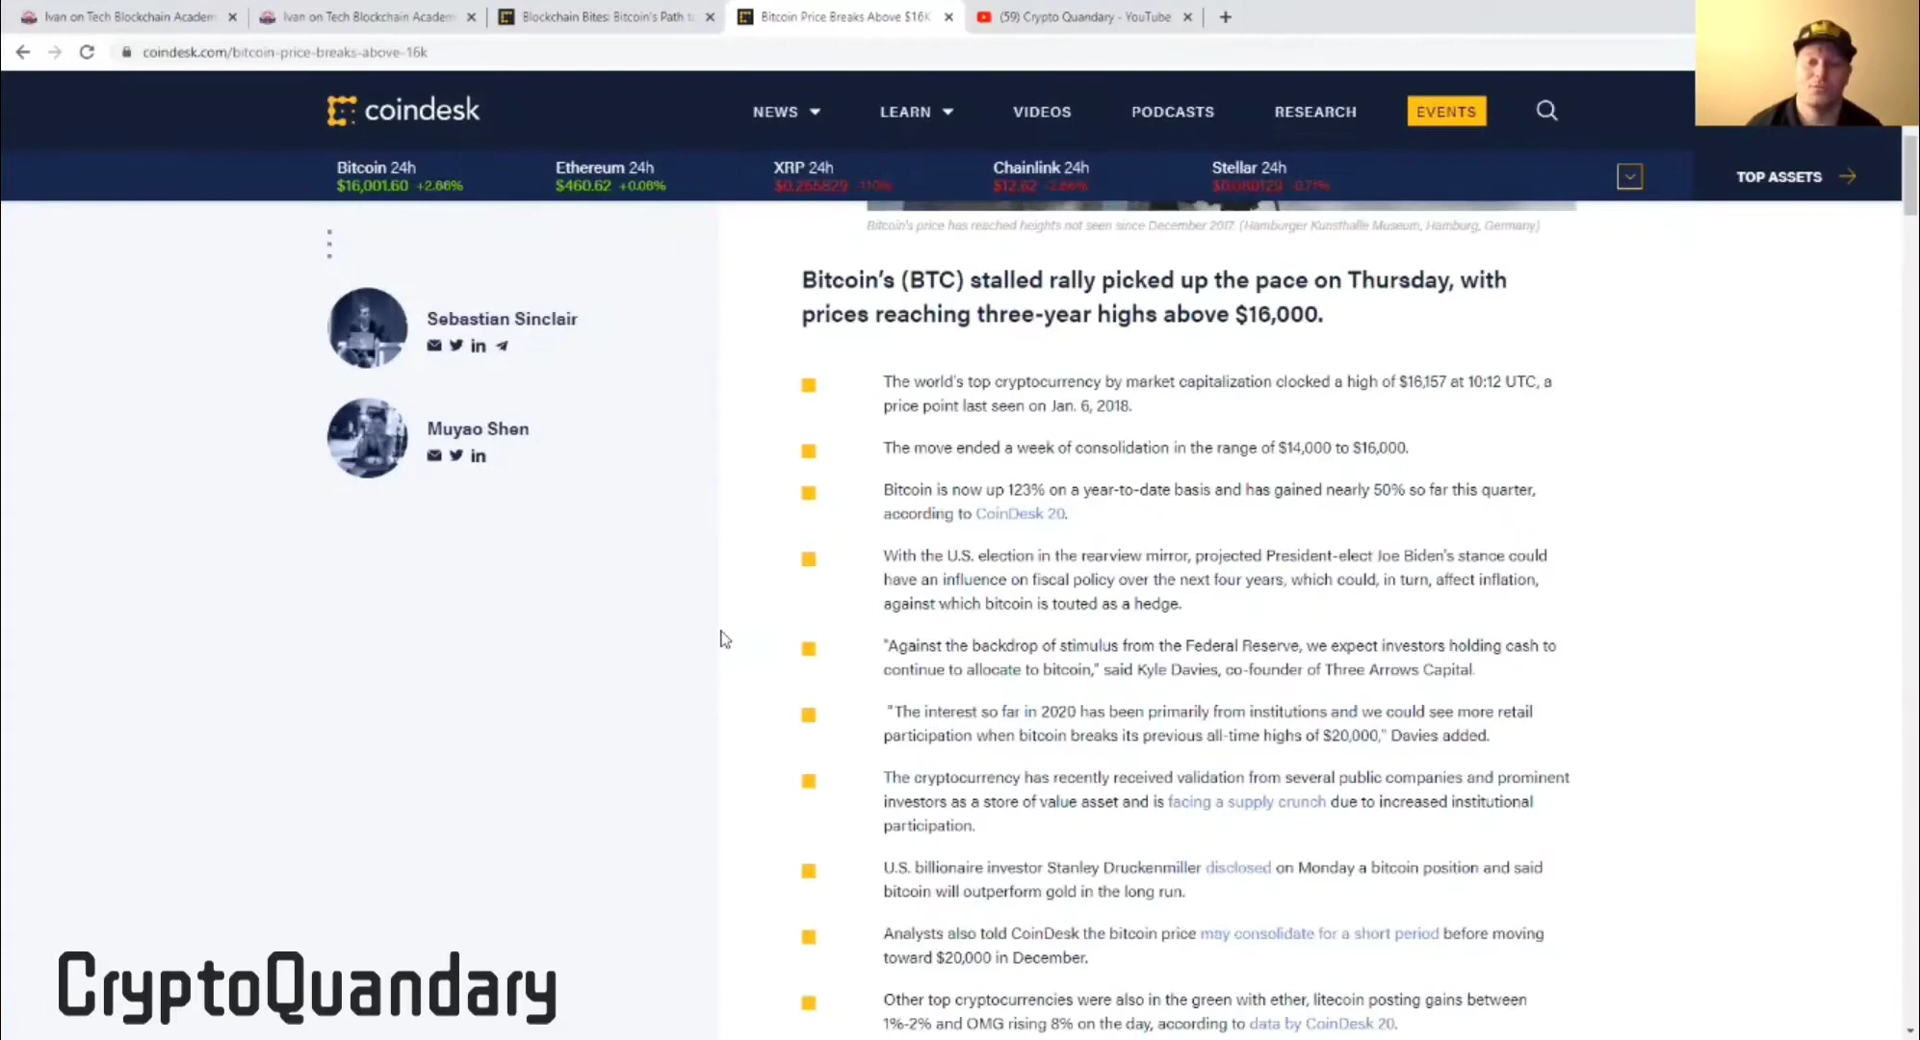 Ivan on Tech Blockchain Academ
Ivan on Tech Blockchain Academ
Blockchain Bites: Bitcoin's Path t
Bitcoin Price Breaks Above $16K
(59) Crypto Quandary - YouTube
coindesk.com/bitcoin-price-breaks-above-16k
coindesk
NEWS
LEARN
VIDEOS
PODCASTS
RESEARCH
EVENTS
Bitcoin 24h
$16,001.60 +2.66%
Ethereum 24h
$460.62 +0.06%
XRP 24h
$0.255829
Chainlink 24h
$12.62 -2.66%
Stellar 24h
$0.080129 -0.71%
TOP ASSETS
Bitcoin's price has reached heights not seen since December 2017. (Hamburger Kunsthalle Museum, Hamburg, Germany)
Sebastian Sinclair
Muyao Shen
Bitcoin's (BTC) stalled rally picked up the pace on Thursday, with
prices reaching three-year highs above $16,000.
The world's top cryptocurrency by market capitalization clocked a high of $16,157 at 10:12 UTC, a
price point last seen on Jan. 6, 2018.
The move ended a week of consolidation in the range of $14,000 to $16,000.
Bitcoin is now up 123% on a year-to-date basis and has gained nearly 50% so far this quarter,
according to CoinDesk 20.
With the U.S. election in the rearview mirror, projected President-elect Joe Biden's stance could
have an influence on fiscal policy over the next four years, which could, in turn, affect inflation,
against which bitcoin is touted as a hedge.
"Against the backdrop of stimulus from the Federal Reserve, we expect investors holding cash to
continue to allocate to bitcoin," said Kyle Davies, co-founder of Three Arrows Capital.
"The interest so far in 2020 has been primarily from institutions and we could see more retail
participation when bitcoin breaks its previous all-time highs of $20,000," Davies added.
The cryptocurrency has recently received validation from several public companies and prominent
investors as a store of value asset and is facing a supply crunch due to increased institutional
participation.
U.S. billionaire investor Stanley Druckenmiller disclosed on Monday a bitcoin position and said
bitcoin will outperform gold in the long run.
Analysts also told CoinDesk the bitcoin price may consolidate for a short period before moving
toward $20,000 in December.
Other top cryptocurrencies were also in the green with ether, litecoin posting gains between
1%-2% and OMG rising 8% on the day, according to data by CoinDesk 20.
CryptoQuandary